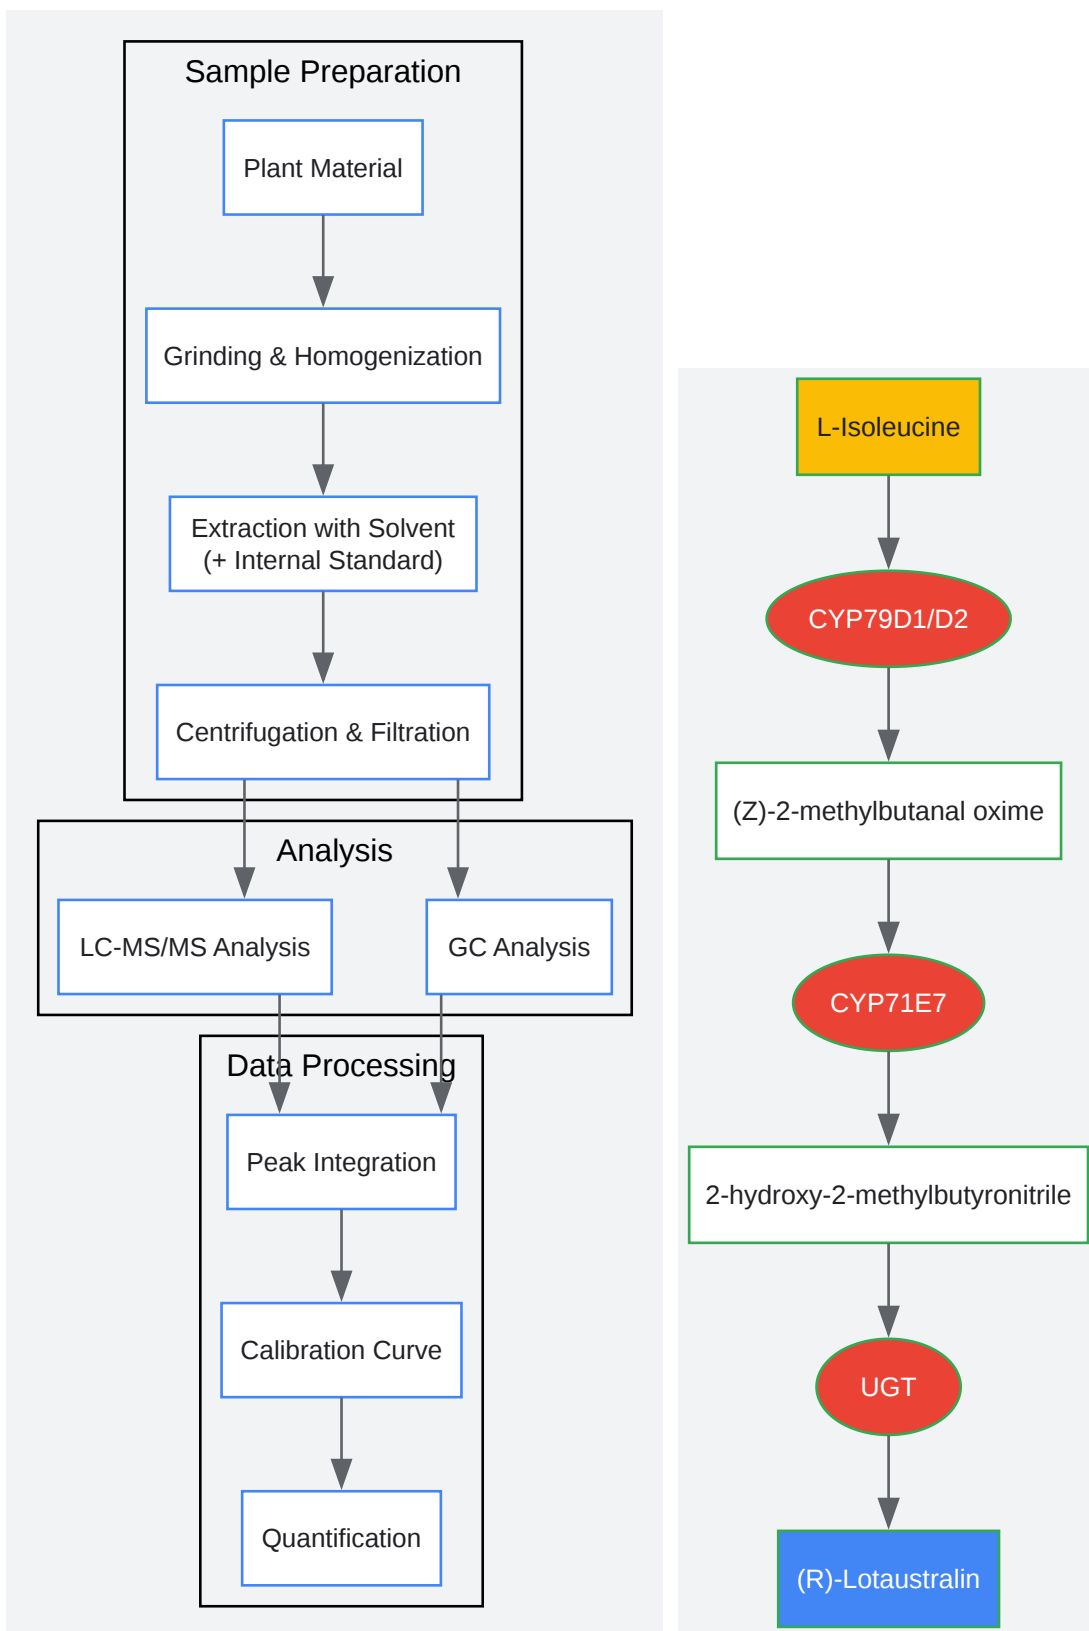 Sample Preparation
Plant Material
Grinding & Homogenization
Extraction with Solvent
(+ Internal Standard)
Centrifugation & Filtration
Analysis
LC-MS/MS Analysis
GC Analysis
Data Processing
Peak Integration
Calibration Curve
Quantification
L-Isoleucine
CYP79D1/D2
(Z)-2-methylbutanal oxime
CYP71E7
2-hydroxy-2-methylbutyronitrile
UGT
(R)-Lotaustralin